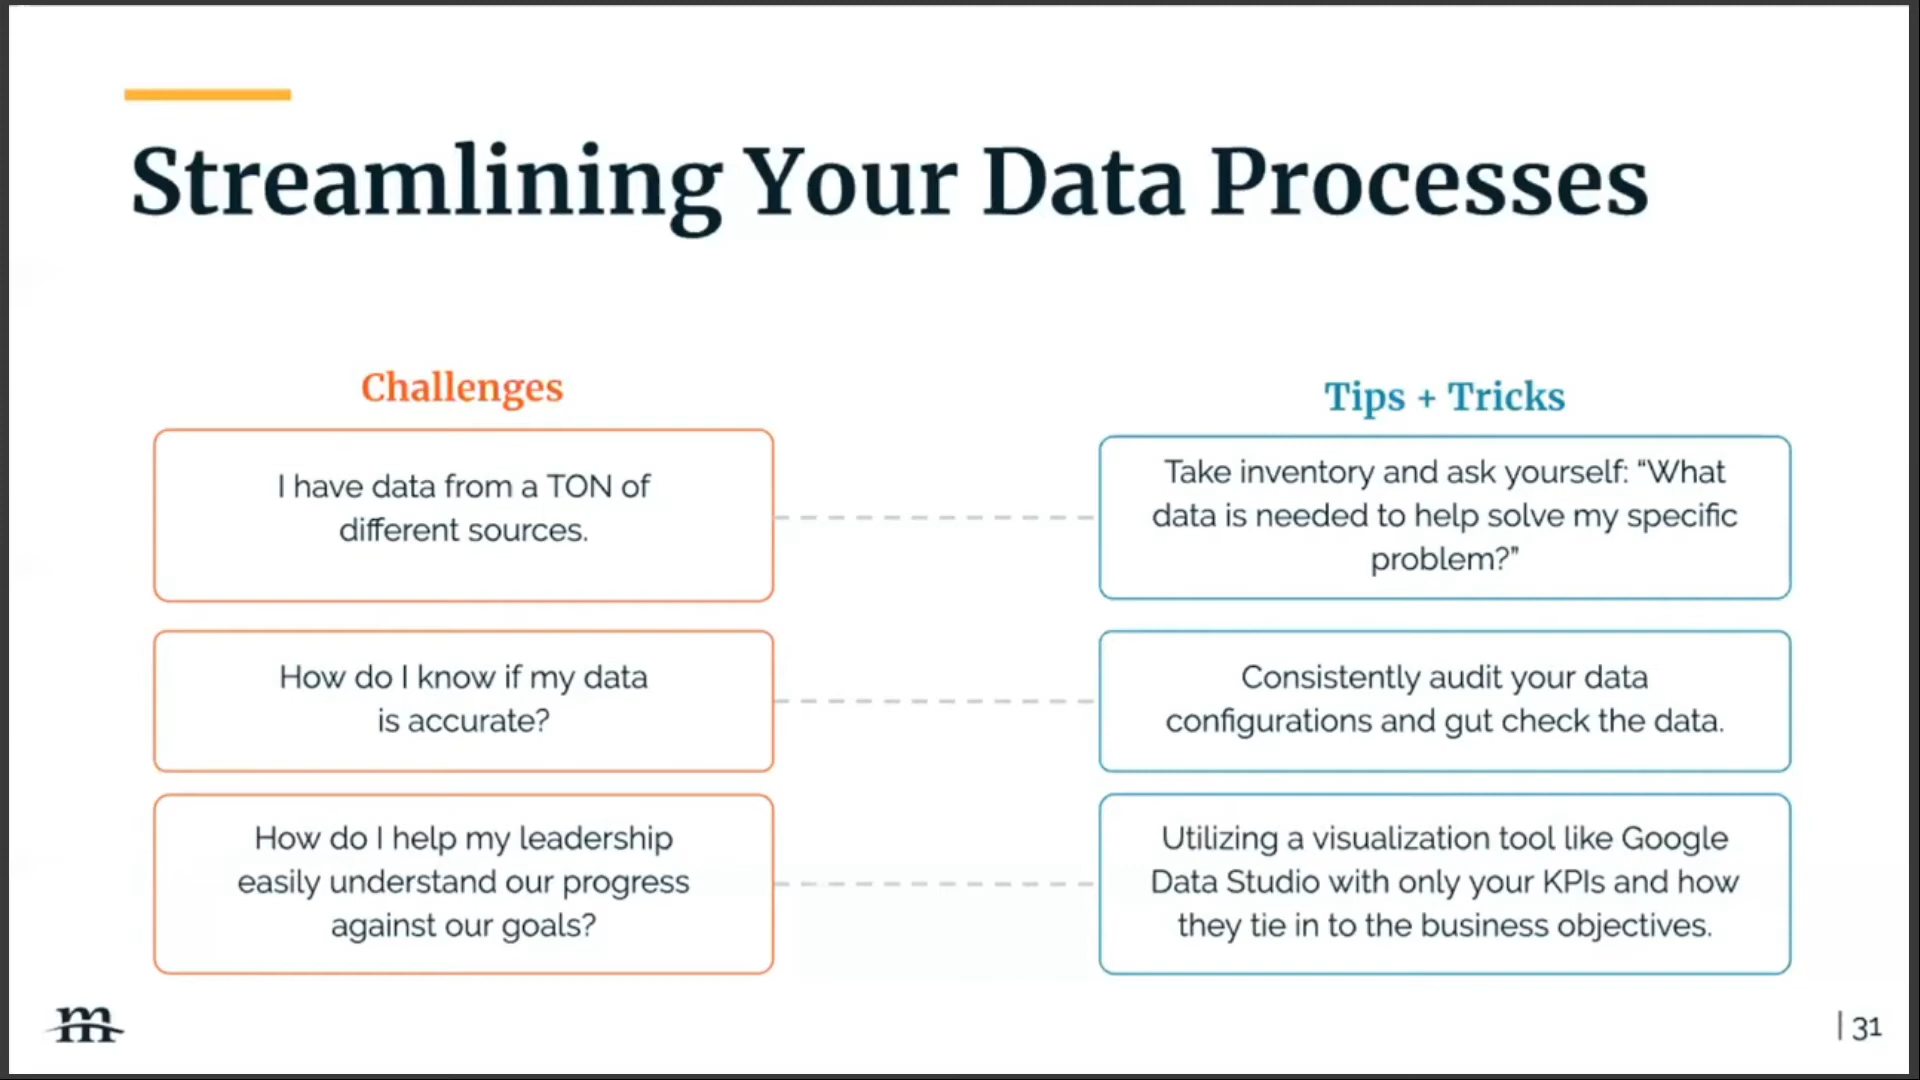 Streamlining Your Data Processes
Challenges
Tips + Tricks
I have data from a TON of
different sources.
Take inventory and ask yourself: “What
data is needed to help solve my specific
problem?”
How do I know if my data
is accurate?
Consistently audit your data
configurations and gut check the data.
How do I help my leadership
easily understand our progress
against our goals?
Utilizing a visualization tool like Google
Data Studio with only your KPIs and how
they tie in to the business objectives.
m
| 31